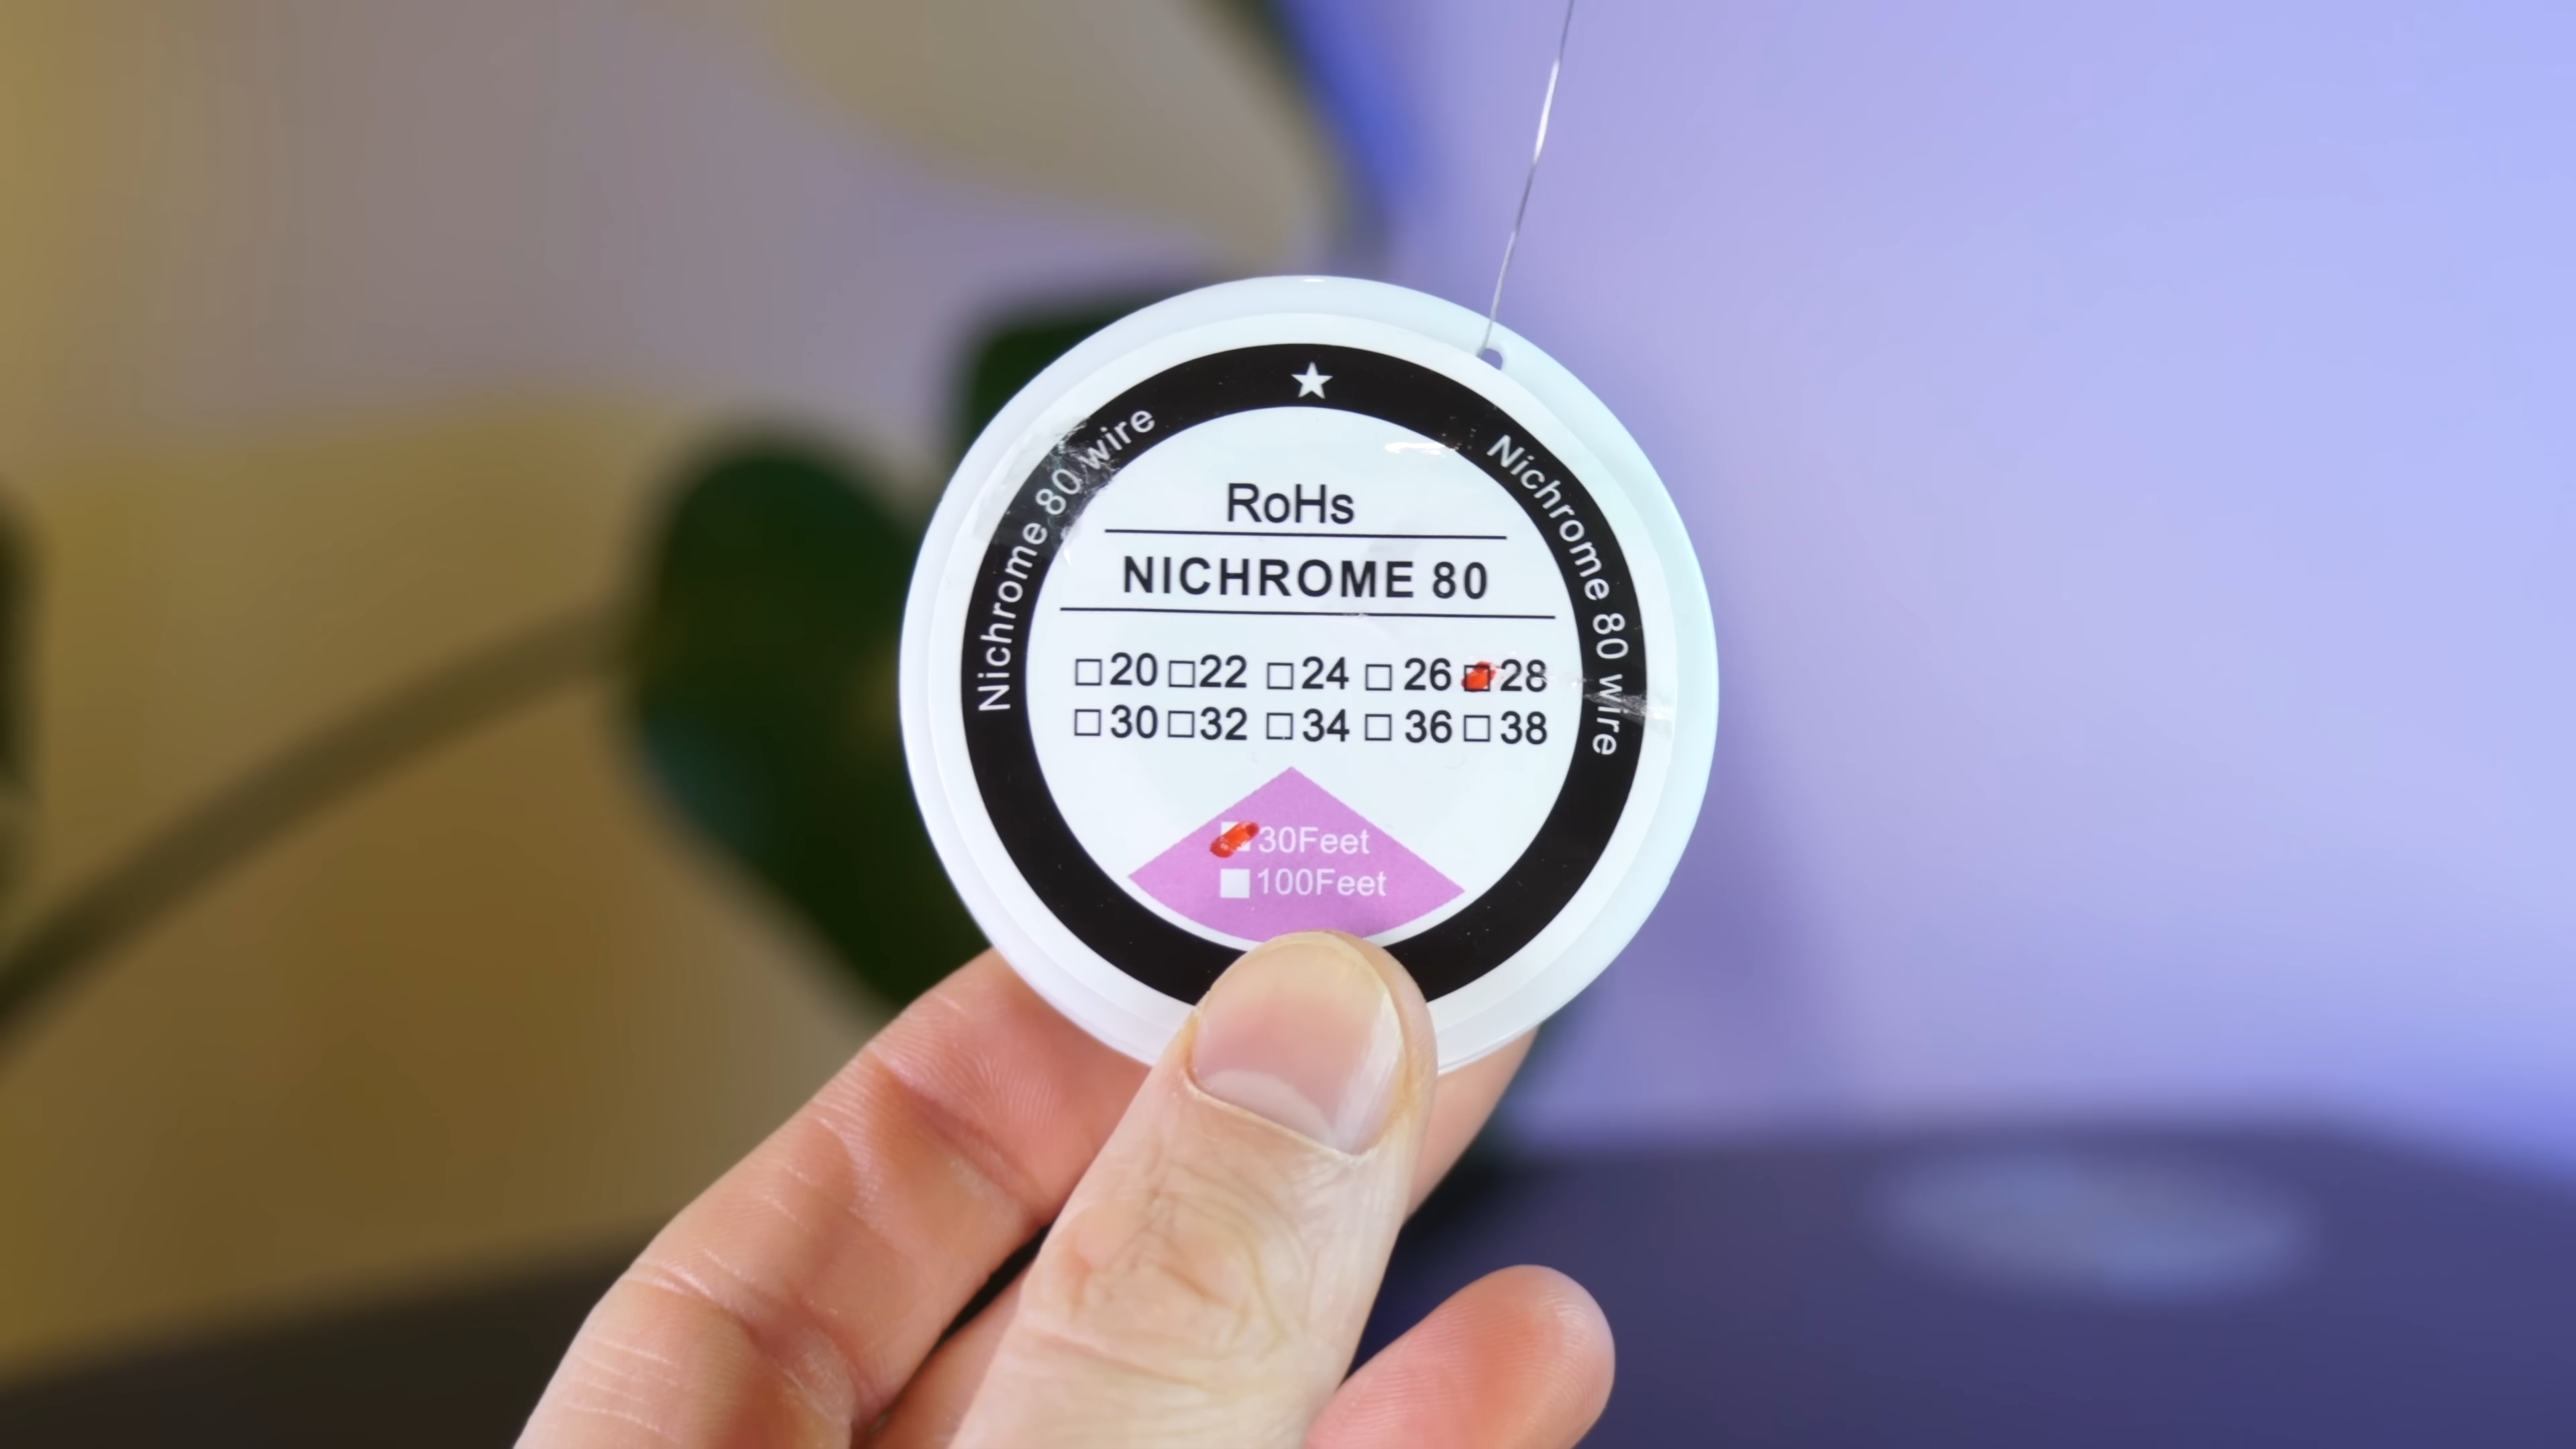 ★
Nichrome 80 wire
Nichrome 80 wire
RoHs
NICHROME 80
□20 □22 □24 □26 □28
□30 □32 □34 □36 □38
30Feet
100Feet